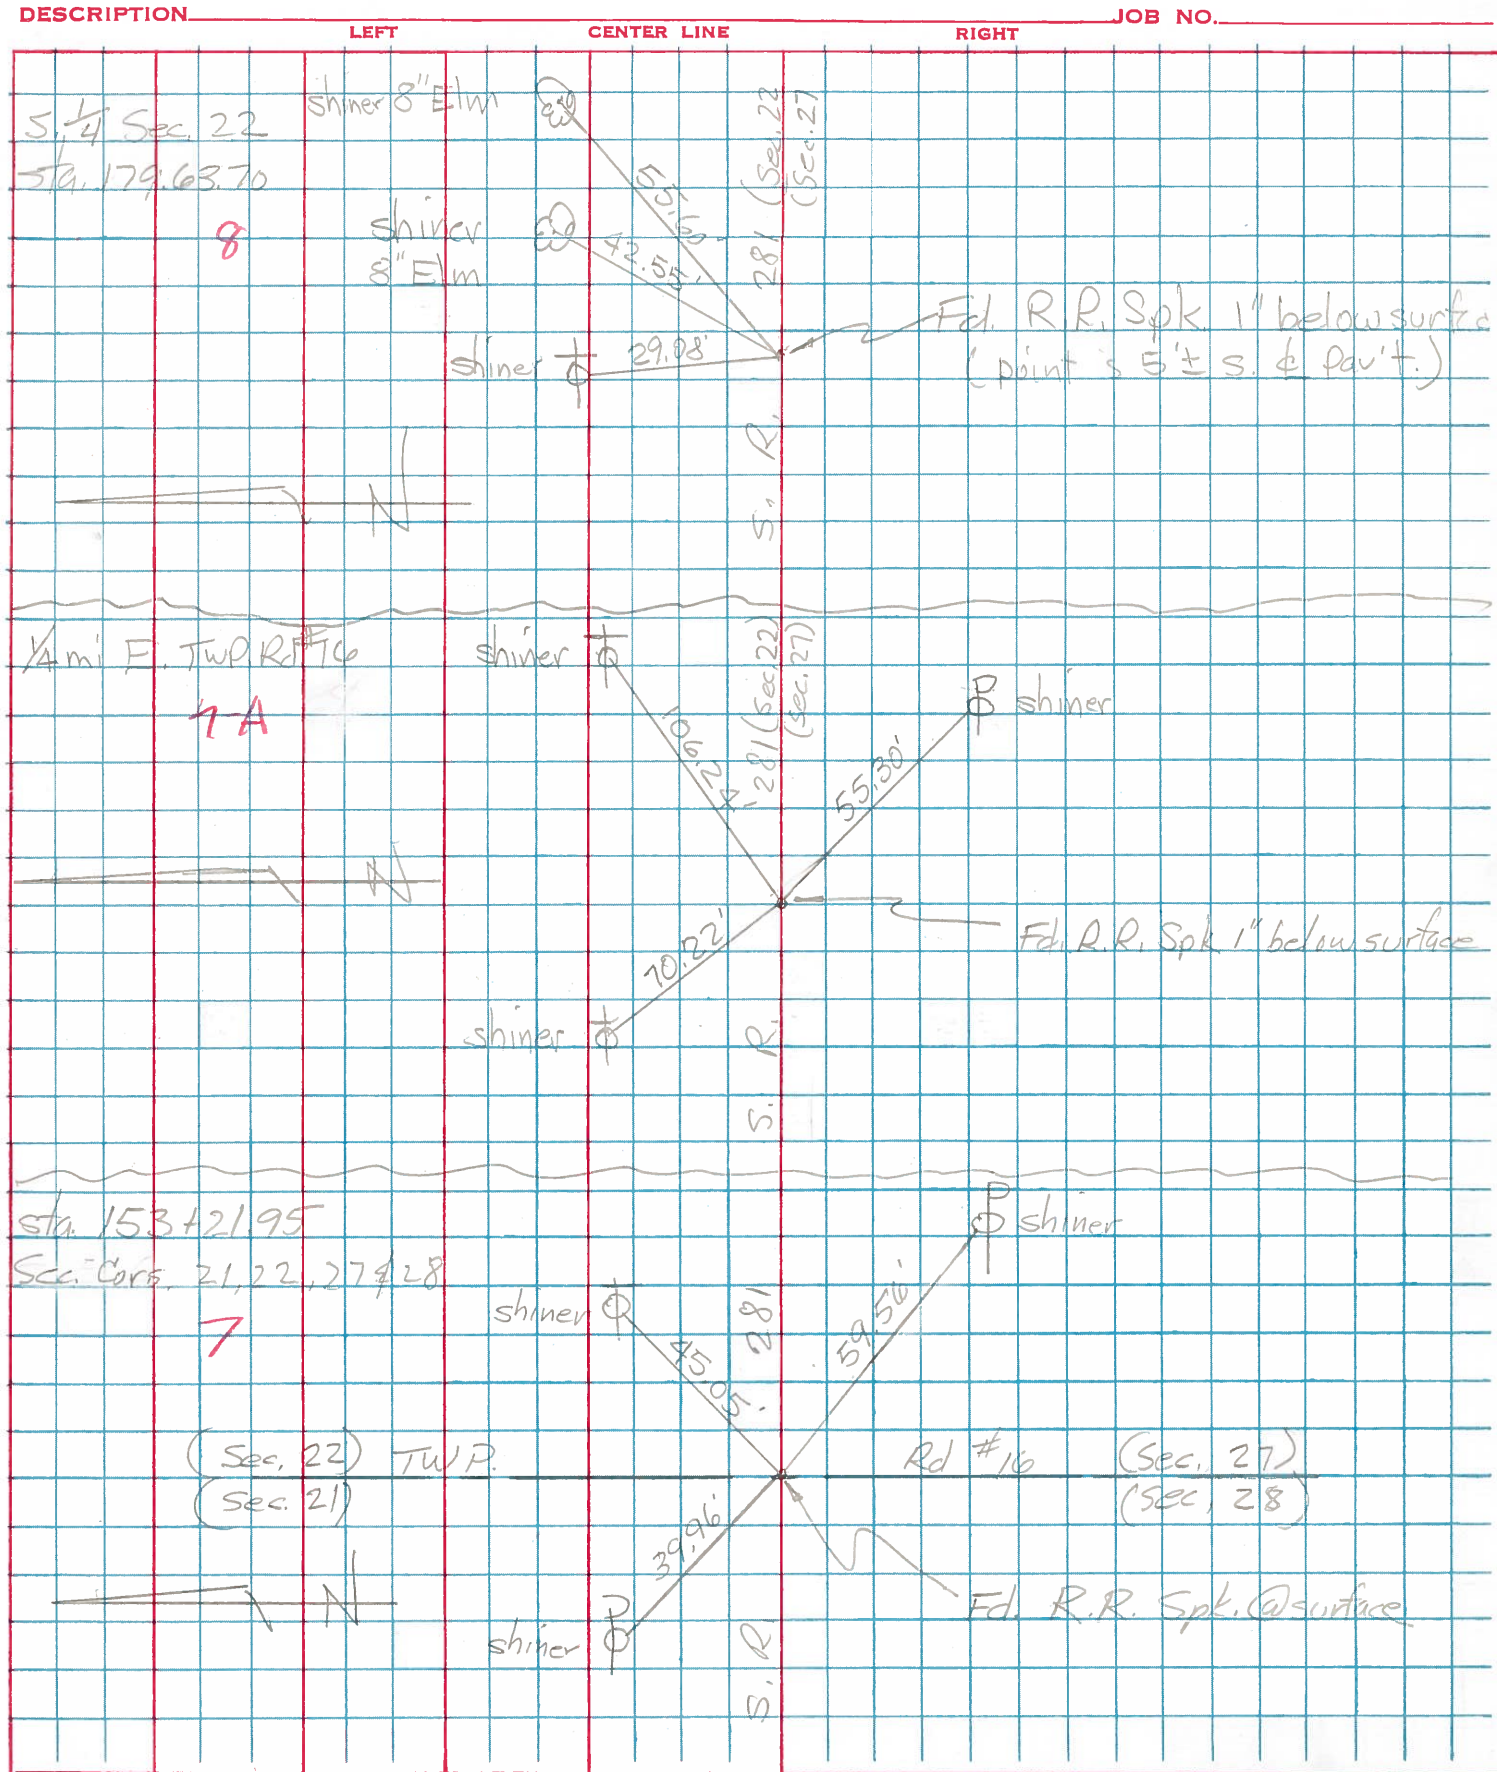 DESCRIPTION JOB NO.
LEFT CENTER LINE RIGHT
shiner 8" Elm
S. 1/4 Sec. 22
sta. 179+63.70
8
shiner
8" Elm
(Sec. 22
(Sec. 27
55.60'
42.55'
29.08'
shiner
S. R. 281
Fd. R.R. Spk. 1" below surfa
( point is 5'± s. ₵ Pav't.)
N
1/4 mi E. TWP. Rd #16
7-A
shiner
106.24'
S. R. 281 (Sec. 22)
(sec. 27)
shiner
55.30'
N
Fd. R.R. Spk 1" below surface
70.22'
shiner
sta. 153+21.95
Sec. Cors. 21, 22, 27 & 28
7
shiner
shiner
45.05'
59.56'
S. R. 281
(Sec. 22) TWP. Rd #16 (Sec. 27)
(Sec. 21) (Sec. 28)
39.96'
N
shiner
Fd. R.R. Spk. @ surface